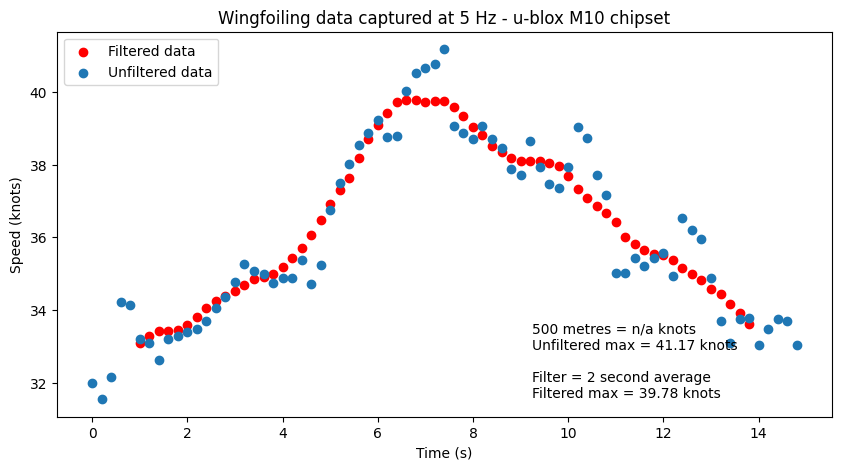 Wingfoiling data captured at 5 Hz - u-blox M10 chipset
Filtered data
Unfiltered data
Speed (knots)
40
38
36
34
32
500 metres = n/a knots
Unfiltered max = 41.17 knots
Filter = 2 second average
Filtered max = 39.78 knots
0 2 4 6 8 10 12 14
Time (s)